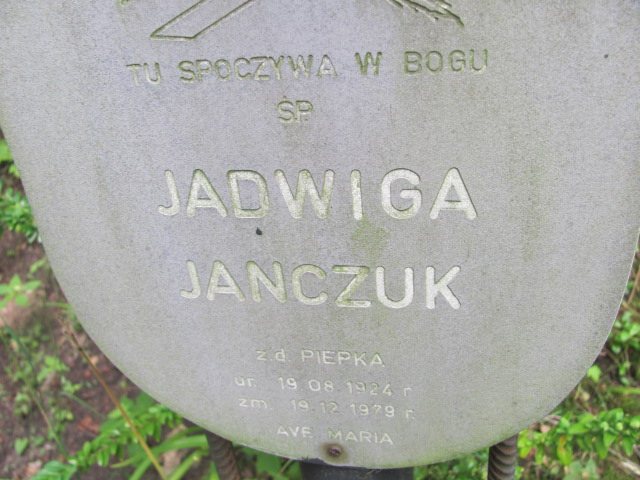 TU SPOCZYWA W BOGU
ŚP.
JADWIGA
JANCZUK
z.d. PIEPKA
ur. 19.08.1924 r.
zm. 19.12.1979 r.
AVE MARIA